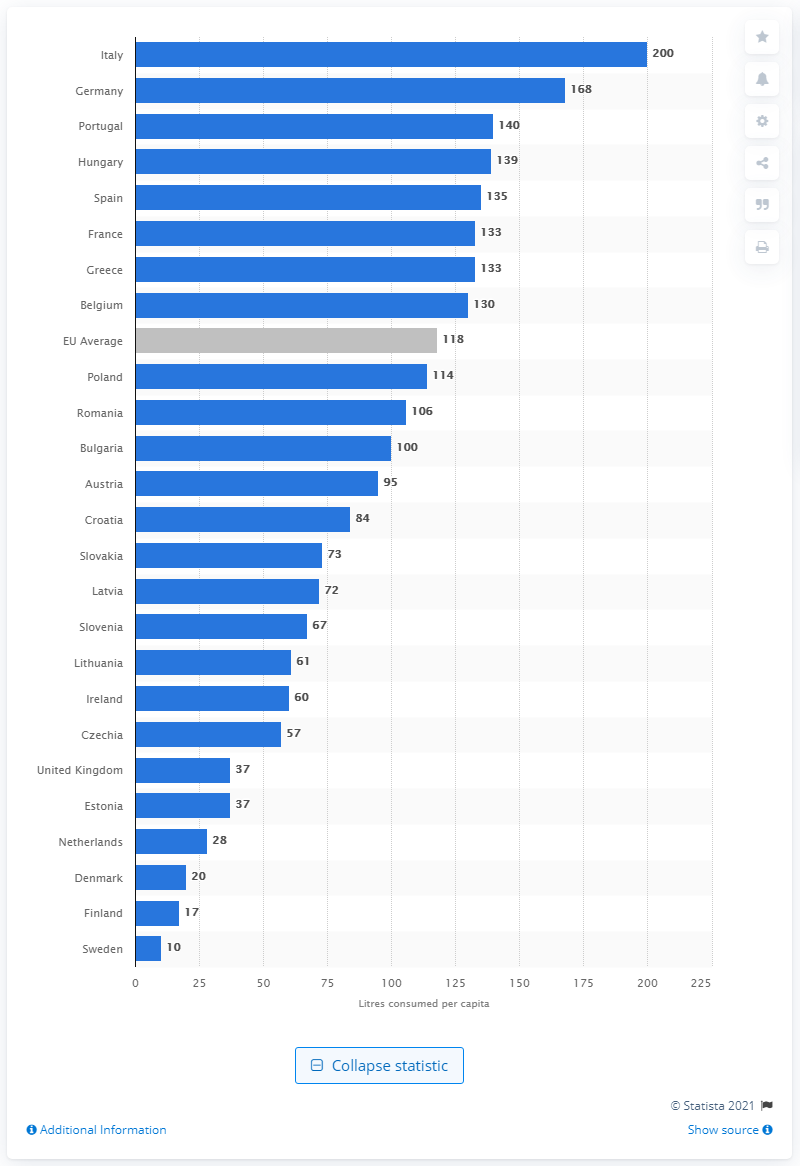 Italy 200
Germany 168
Portugal 140
Hungary 139
Spain 135
France 133
Greece 133
Belgium 130
EU Average 118
Poland 114
Romania 106
Bulgaria 100
Austria 95
Croatia 84
Slovakia 73
Latvia 72
Slovenia 67
Lithuania 61
Ireland 60
Czechia 57
United Kingdom 37
Estonia 37
Netherlands 28
Denmark 20
Finland 17
Sweden 10
0 25 50 75 100 125 150 175 200 225
Litres consumed per capita
Collapse statistic
© Statista 2021
Additional Information Show source